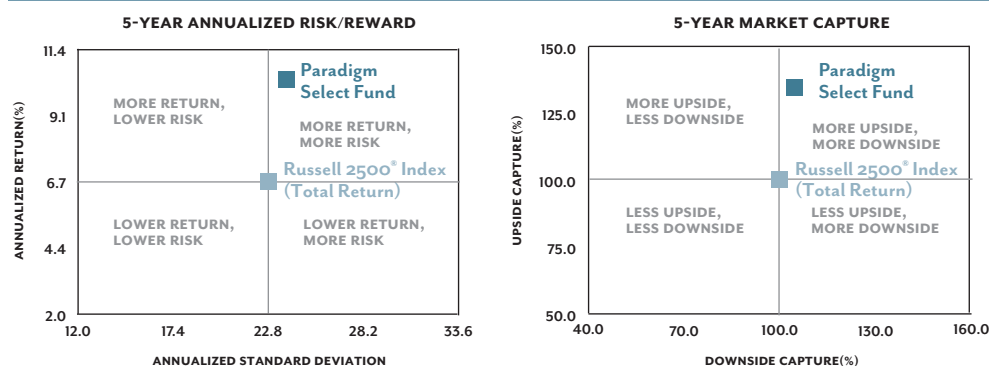 5-YEAR ANNUALIZED RISK/REWARD
11.4
9.1
6.7
4.4
2.0
ANNUALIZED RETURN(%)
Paradigm
Select Fund
MORE RETURN,
LOWER RISK
MORE RETURN,
MORE RISK
Russell 2500® Index
(Total Return)
LOWER RETURN,
LOWER RISK
LOWER RETURN,
MORE RISK
12.0 17.4 22.8 28.2 33.6
ANNUALIZED STANDARD DEVIATION
5-YEAR MARKET CAPTURE
150.0
125.0
100.0
75.0
50.0
UPSIDE CAPTURE(%)
Paradigm
Select Fund
MORE UPSIDE,
LESS DOWNSIDE
MORE UPSIDE,
MORE DOWNSIDE
Russell 2500® Index
(Total Return)
LESS UPSIDE,
LESS DOWNSIDE
LESS UPSIDE,
MORE DOWNSIDE
40.0 70.0 100.0 130.0 160.0
DOWNSIDE CAPTURE(%)